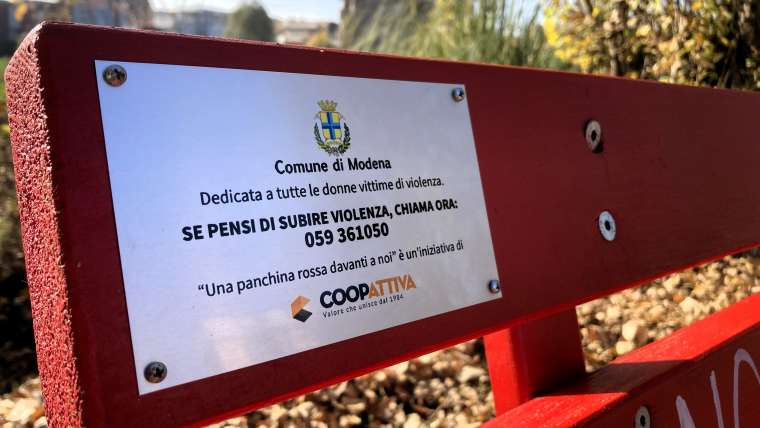 Comune di Modena
Dedicata a tutte le donne vittime di violenza.
SE PENSI DI SUBIRE VIOLENZA, CHIAMA ORA:
059 361050
“Una panchina rossa davanti a noi” è un'iniziativa di
COOPATTIVA
Valore che unisce dal 1984
NO